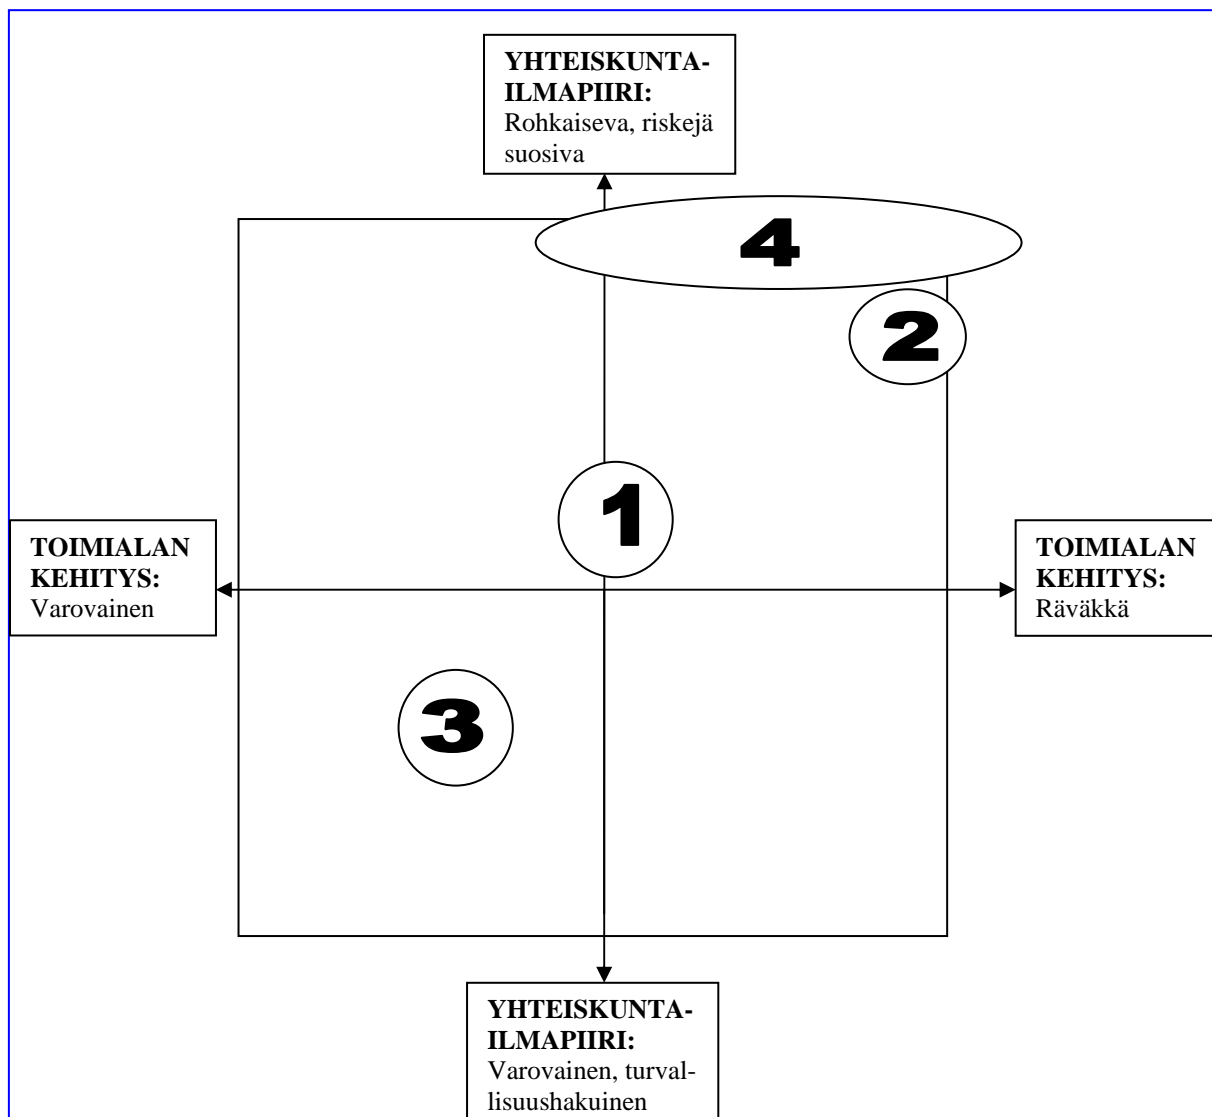 YHTEISKUNTA-
ILMAPIIRI:
Rohkaiseva, riskejä
suosiva
4
2
1
TOIMIALAN
KEHITYS:
Varovainen
TOIMIALAN
KEHITYS:
Räväkkä
3
YHTEISKUNTA-
ILMAPIIRI:
Varovainen, turval-
lisuushakuinen